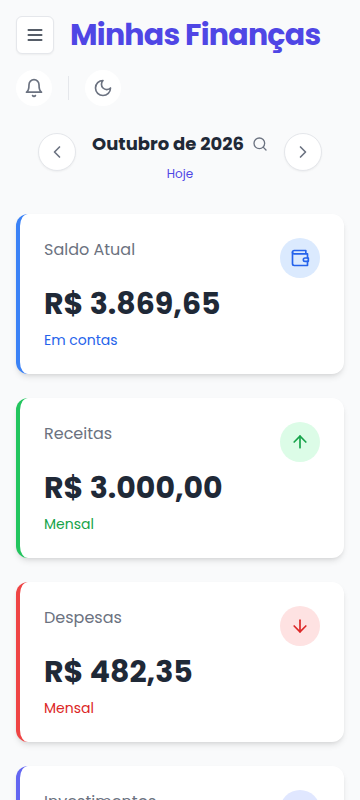 Minhas Finanças
Outubro de 2026
Hoje
Saldo Atual
R$ 3.869,65
Em contas
Receitas
R$ 3.000,00
Mensal
Despesas
R$ 482,35
Mensal
Investimentos